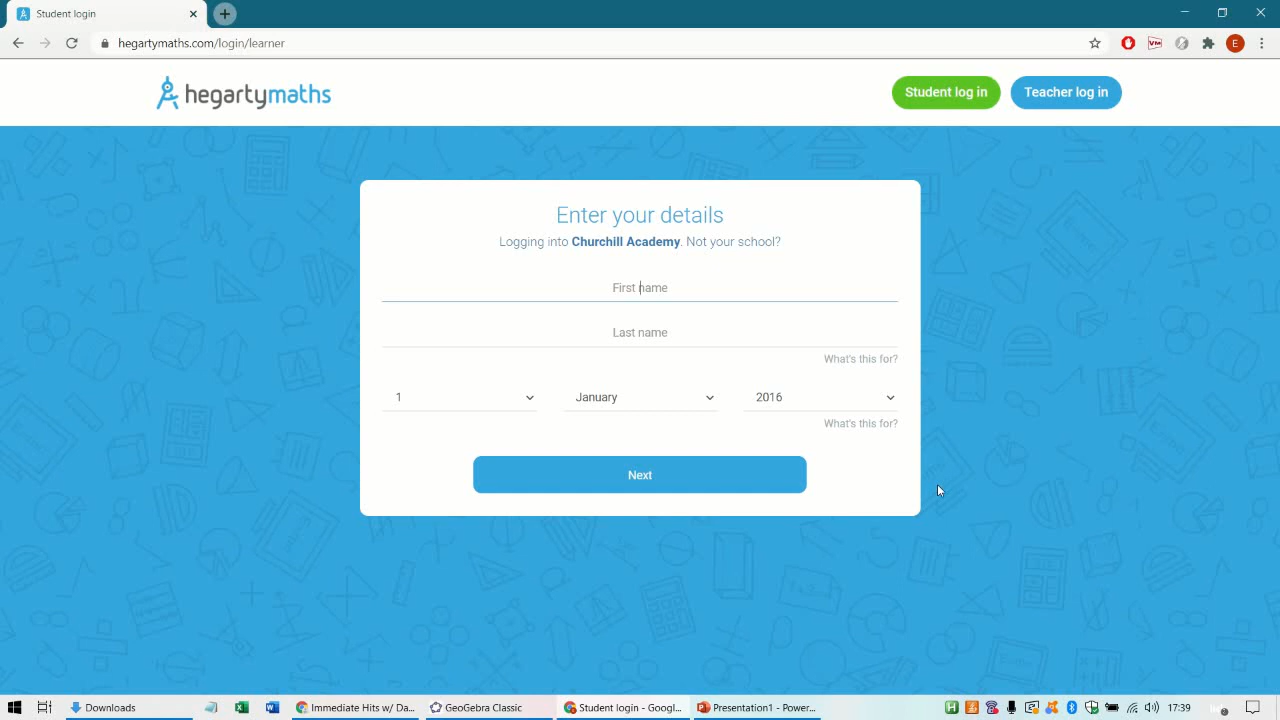 Student login
hegartymaths.com/login/learner
E
hegartymaths
Student log in
Teacher log in
Enter your details
Logging into Churchill Academy. Not your school?
First name
Last name
What's this for?
1
January
2016
What's this for?
Next
Downloads
Immediate Hits w/ Da...
GeoGebra Classic
Student login - Googl...
Presentation1 - Power...
17:39